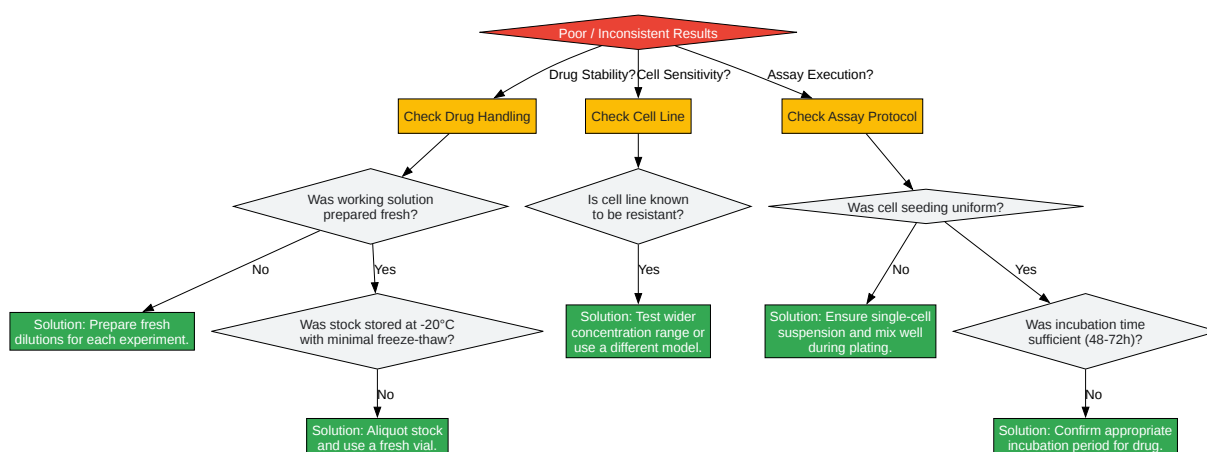 Poor / Inconsistent Results
Drug Stability?
Cell Sensitivity?
Assay Execution?
Check Drug Handling
Check Cell Line
Check Assay Protocol
Was working solution
prepared fresh?
Is cell line known
to be resistant?
Was cell seeding uniform?
No
Yes
Yes
No
Yes
Solution: Prepare fresh
dilutions for each experiment.
Was stock stored at -20°C
with minimal freeze-thaw?
Solution: Test wider
concentration range or
use a different model.
Solution: Ensure single-cell
suspension and mix well
during plating.
Was incubation time
sufficient (48-72h)?
No
No
Solution: Aliquot stock
and use a fresh vial.
Solution: Confirm appropriate
incubation period for drug.